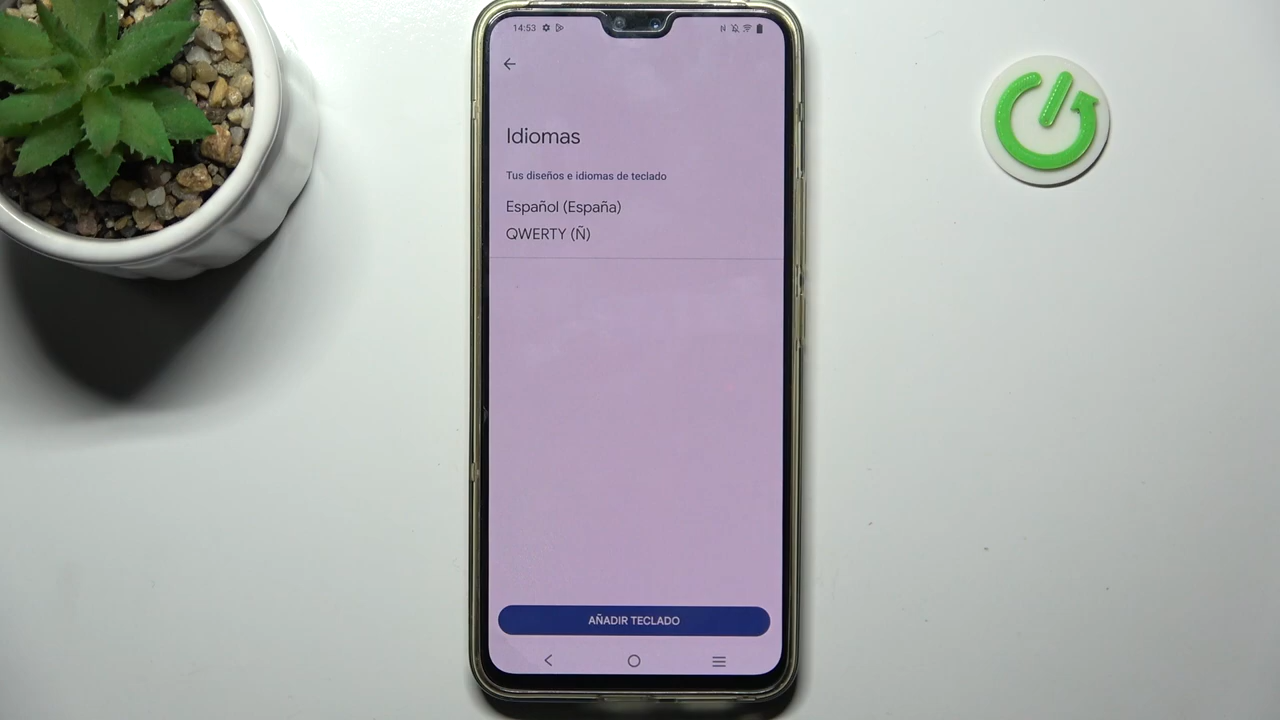 14:53
Idiomas
Tus diseños e idiomas de teclado
Español (España)
QWERTY (Ñ)
AÑADIR TECLADO